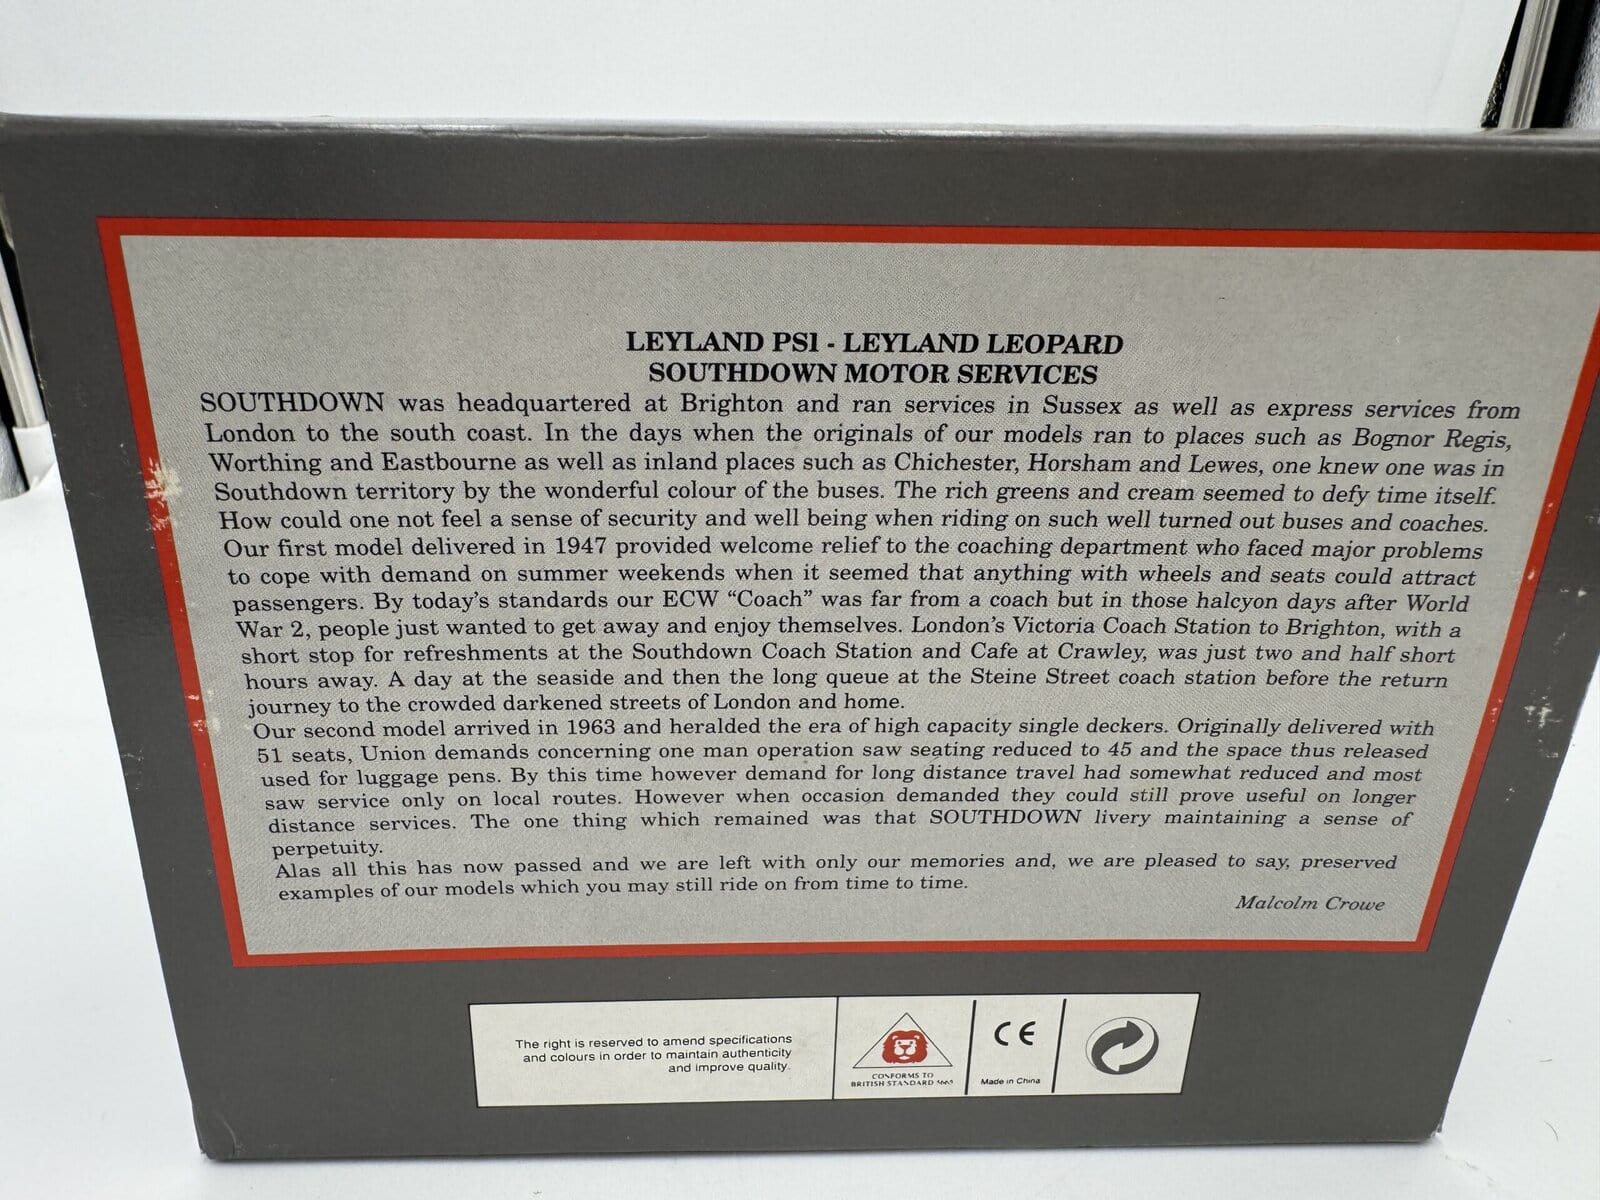 LEYLAND PS1 - LEYLAND LEOPARD
SOUTHDOWN MOTOR SERVICES
SOUTHDOWN was headquartered at Brighton and ran services in Sussex as well as express services from
London to the south coast. In the days when the originals of our models ran to places such as Bognor Regis,
Worthing and Eastbourne as well as inland places such as Chichester, Horsham and Lewes, one knew one was in
Southdown territory by the wonderful colour of the buses. The rich greens and cream seemed to defy time itself.
How could one not feel a sense of security and well being when riding on such well turned out buses and coaches.
Our first model delivered in 1947 provided welcome relief to the coaching department who faced major problems
to cope with demand on summer weekends when it seemed that anything with wheels and seats could attract
passengers. By today's standards our ECW “Coach” was far from a coach but in those halcyon days after World
War 2, people just wanted to get away and enjoy themselves. London's Victoria Coach Station to Brighton, with a
short stop for refreshments at the Southdown Coach Station and Cafe at Crawley, was just two and half short
hours away. A day at the seaside and then the long queue at the Steine Street coach station before the return
journey to the crowded darkened streets of London and home.
Our second model arrived in 1963 and heralded the era of high capacity single deckers. Originally delivered with
51 seats, Union demands concerning one man operation saw seating reduced to 45 and the space thus released
used for luggage pens. By this time however demand for long distance travel had somewhat reduced and most
saw service only on local routes. However when occasion demanded they could still prove useful on longer
distance services. The one thing which remained was that SOUTHDOWN livery maintaining a sense of
perpetuity.
Alas all this has now passed and we are left with only our memories and, we are pleased to say, preserved
examples of our models which you may still ride on from time to time.
Malcolm Crowe
The right is reserved to amend specifications
and colours in order to maintain authenticity
and improve quality.
CONFORMS TO
BRITISH STANDARD 5665
CE
Made in China